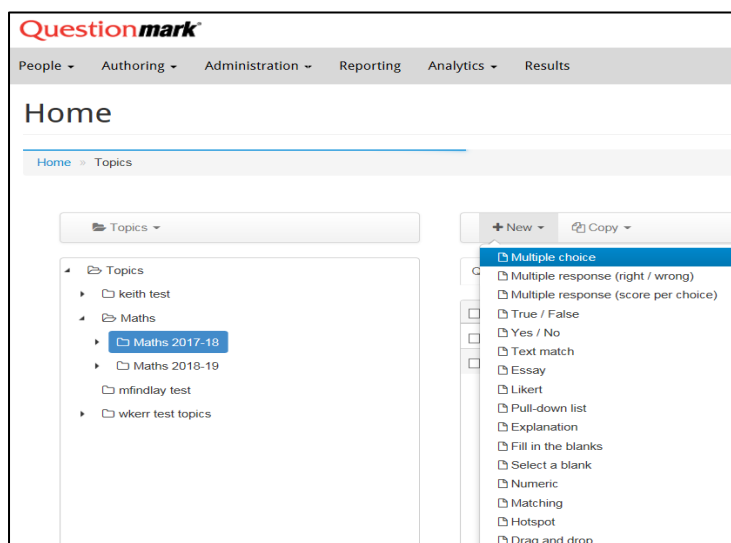 Questionmark
People Authoring Administration Reporting Analytics Results
Home
Home » Topics
Topics
Topics
keith test
Maths
Maths 2017-18
Maths 2018-19
mfindlay test
wkerr test topics
+ New Copy
Q
Multiple choice
Multiple response (right / wrong)
Multiple response (score per choice)
True / False
Yes / No
Text match
Essay
Likert
Pull-down list
Explanation
Fill in the blanks
Select a blank
Numeric
Matching
Hotspot
Drag and drop